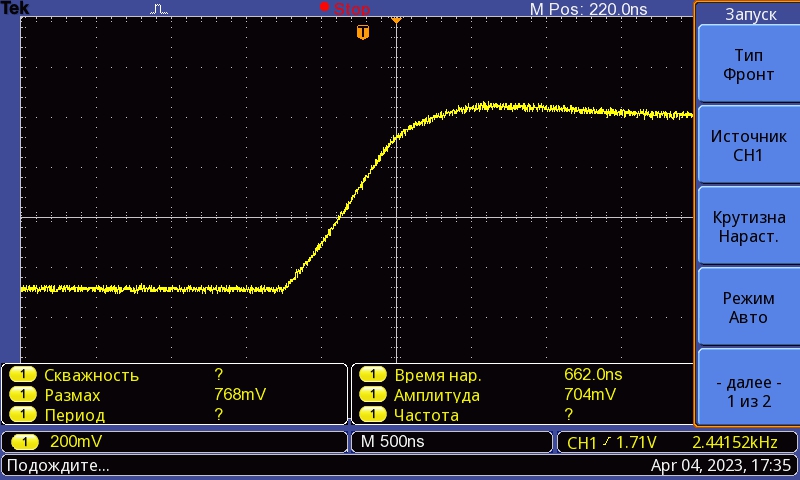 Tek Stop M Pos: 220.0ns
T
Запуск
Тип
Фронт
Источник
CH1
Крутизна
Нараст.
Режим
Авто
- далее -
1 из 2
1 Скважность ?
1 Размах 768mV
1 Период ?
1 Время нар. 662.0ns
1 Амплитуда 704mV
1 Частота ?
1 200mV
M 500ns
CH1 1.71V 2.44152kHz
Подождите...
Apr 04, 2023, 17:35